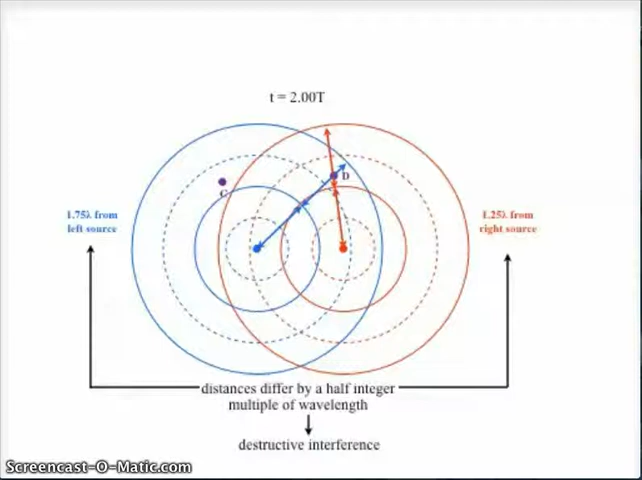 t = 2.00T
D
C
1.75λ from
left source
1.25λ from
right source
distances differ by a half integer
multiple of wavelength
destructive interference
Screencast-O-Matic.com